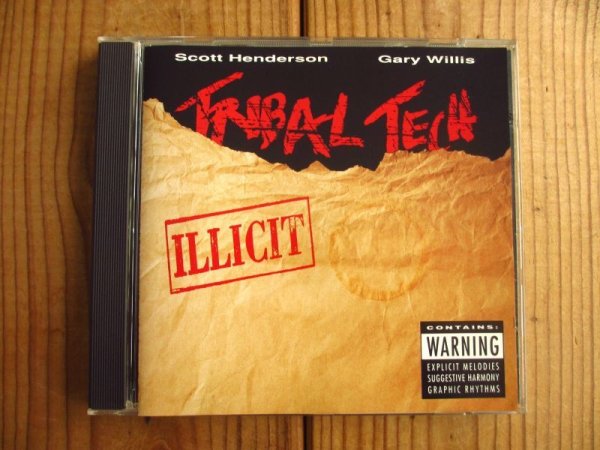 Scott Henderson Gary Willis
TRIBAL TECH
ILLICIT
CONTAINS:
WARNING
EXPLICIT MELODIES
SUGGESTIVE HARMONY
GRAPHIC RHYTHMS